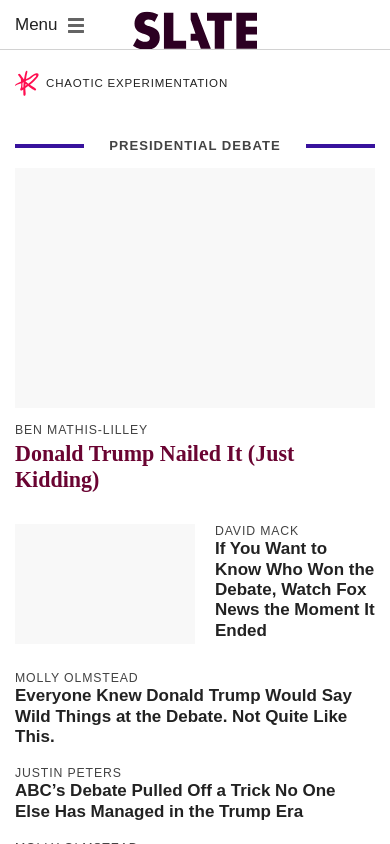 Menu
SLATE
CHAOTIC EXPERIMENTATION
PRESIDENTIAL DEBATE
BEN MATHIS-LILLEY
Donald Trump Nailed It (Just
Kidding)
DAVID MACK
If You Want to
Know Who Won the
Debate, Watch Fox
News the Moment It
Ended
MOLLY OLMSTEAD
Everyone Knew Donald Trump Would Say
Wild Things at the Debate. Not Quite Like
This.
JUSTIN PETERS
ABC’s Debate Pulled Off a Trick No One
Else Has Managed in the Trump Era